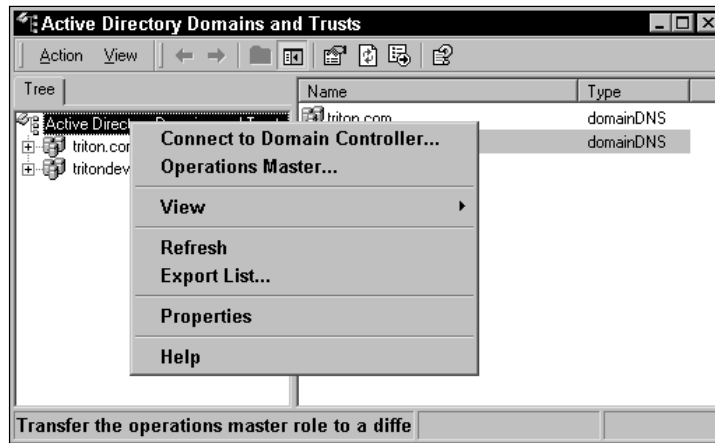 Active Directory Domains and Trusts
Action View
Tree
Name Type
Active Direc
triton.com domainDNS
triton.cor
domainDNS
tritondev
Connect to Domain Controller...
Operations Master...
View
Refresh
Export List...
Properties
Help
Transfer the operations master role to a diffe